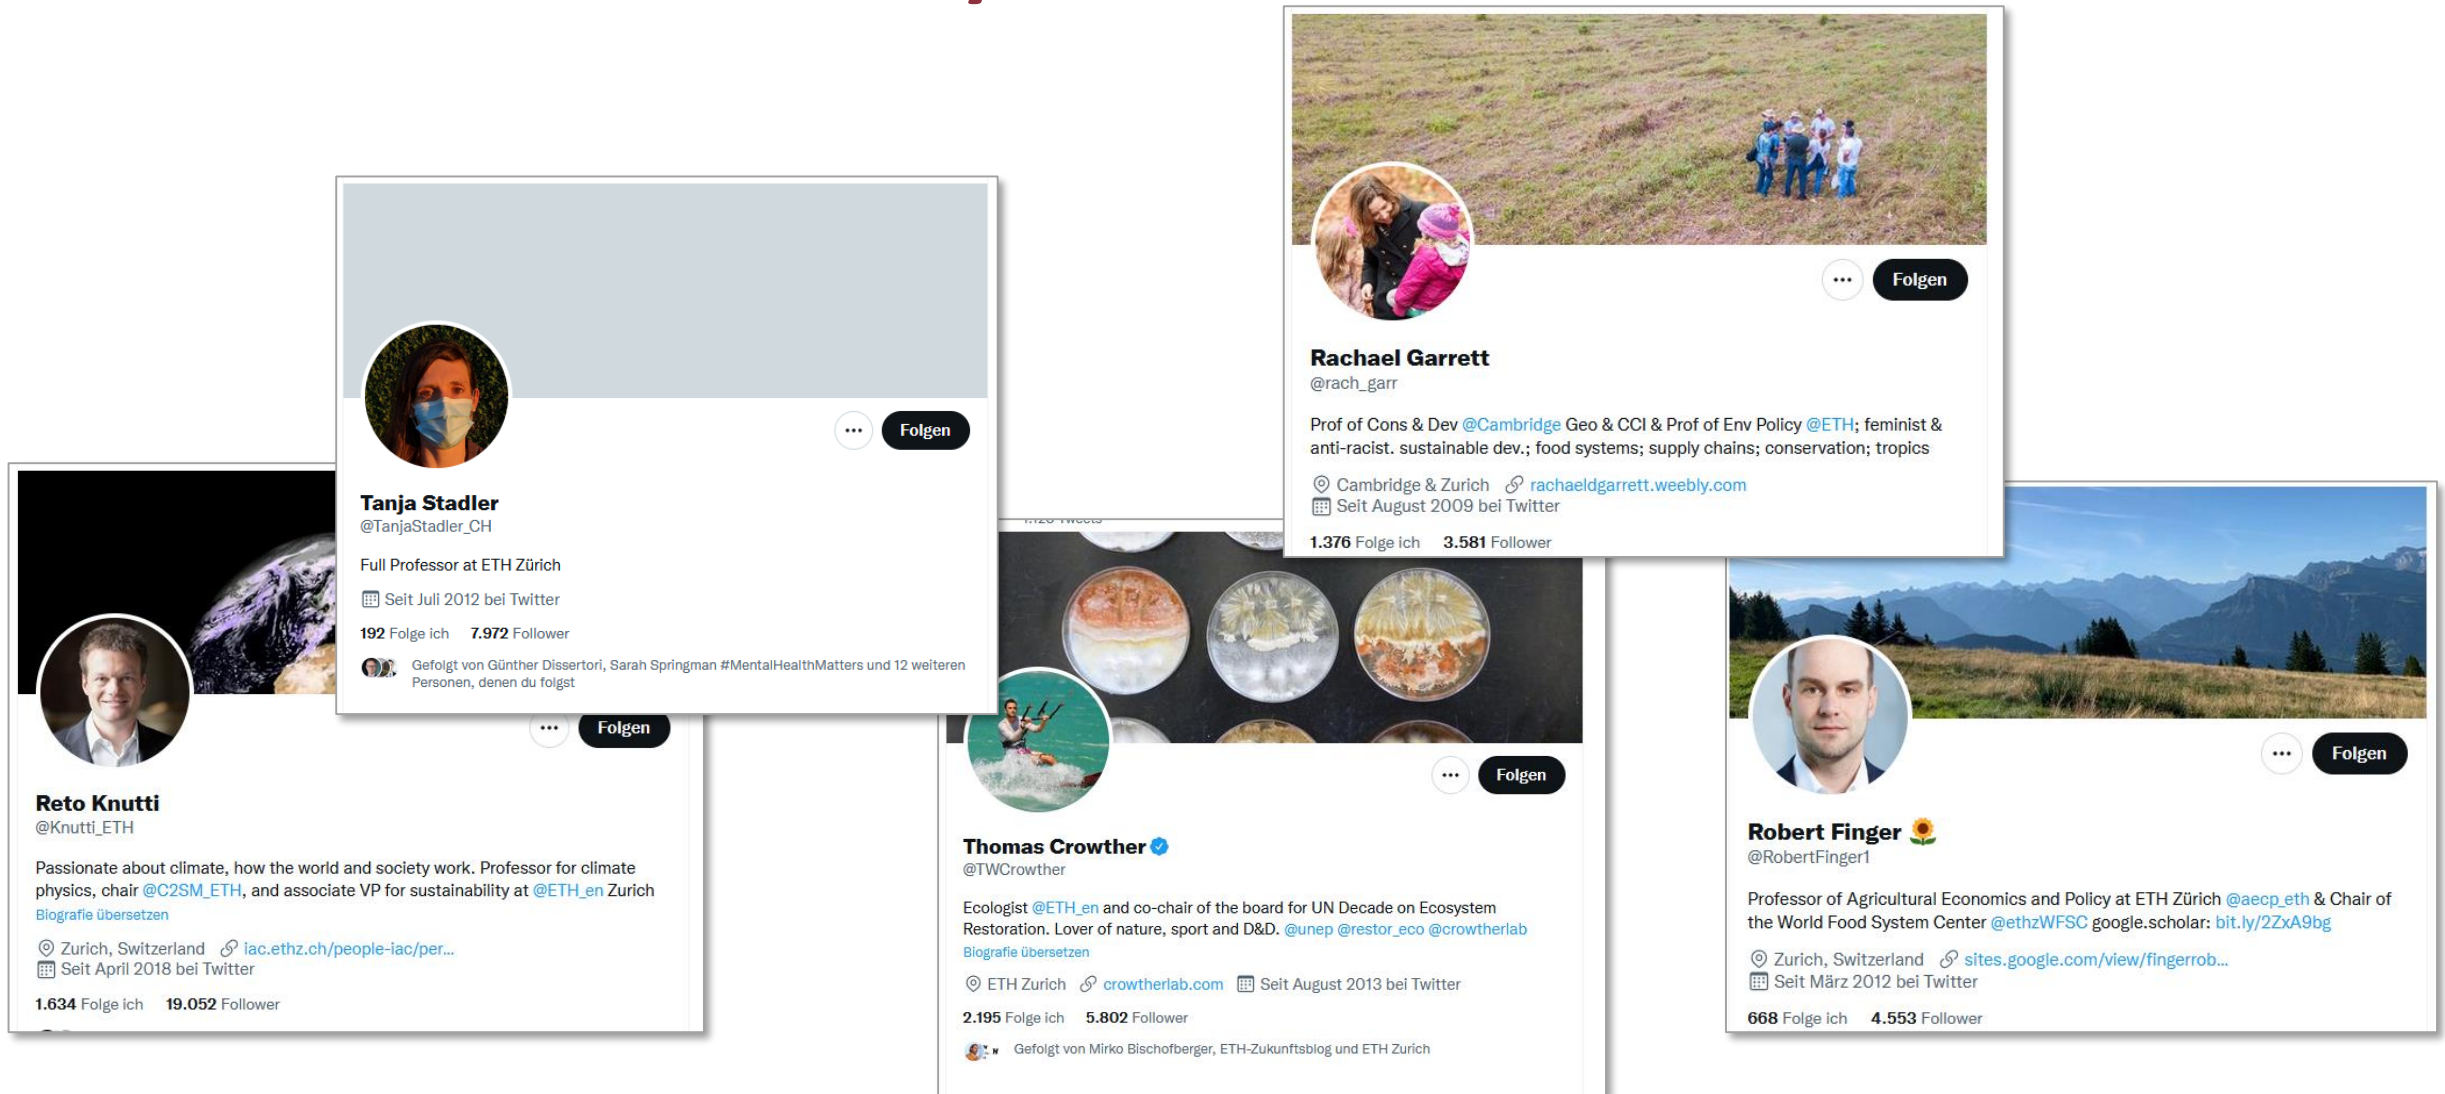 Rachael Garrett
@rach_garr
Folgen
Prof of Cons & Dev @Cambridge Geo & CCI & Prof of Env Policy @ETH; feminist &
anti-racist. sustainable dev.; food systems; supply chains; conservation; tropics
Cambridge & Zurich rachaeldgarrett.weebly.com
Seit August 2009 bei Twitter
1.376 Folge ich 3.581 Follower
Folgen
Tanja Stadler
@TanjaStadler_CH
Full Professor at ETH Zürich
Seit Juli 2012 bei Twitter
192 Folge ich 7.972 Follower
Gefolgt von Günther Dissertori, Sarah Springman #MentalHealthMatters und 12 weiteren
Personen, denen du folgst
Folgen
Reto Knutti
@Knutti_ETH
Passionate about climate, how the world and society work. Professor for climate
physics, chair @C2SM_ETH, and associate VP for sustainability at @ETH_en Zurich
Biografie übersetzen
Zurich, Switzerland iac.ethz.ch/people-iac/per...
Seit April 2018 bei Twitter
1.634 Folge ich 19.052 Follower
Folgen
Thomas Crowther
@TWCrowther
Ecologist @ETH_en and co-chair of the board for UN Decade on Ecosystem
Restoration. Lover of nature, sport and D&D. @unep @restor_eco @crowtherlab
Biografie übersetzen
ETH Zurich crowtherlab.com Seit August 2013 bei Twitter
2.195 Folge ich 5.802 Follower
Gefolgt von Mirko Bischofberger, ETH-Zukunftsblog und ETH Zurich
Folgen
Robert Finger
@RobertFinger1
Professor of Agricultural Economics and Policy at ETH Zürich @aecp_eth & Chair of
the World Food System Center @ethzWFSC google.scholar: bit.ly/2ZxA9bg
Zurich, Switzerland sites.google.com/view/fingerrob...
Seit März 2012 bei Twitter
668 Folge ich 4.553 Follower